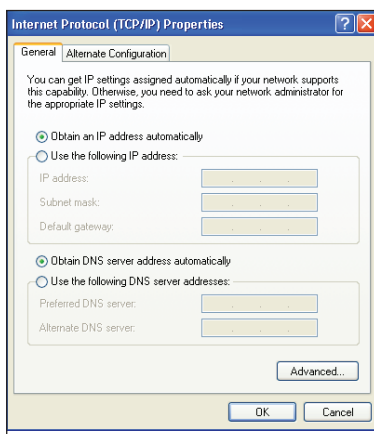 Internet Protocol (TCP/IP) Properties
General
Alternate Configuration
You can get IP settings assigned automatically if your network supports
this capability. Otherwise, you need to ask your network administrator for
the appropriate IP settings.
Obtain an IP address automatically
Use the following IP address:
IP address:
Subnet mask:
Default gateway:
Obtain DNS server address automatically
Use the following DNS server addresses:
Preferred DNS server:
Alternate DNS server:
Advanced...
OK
Cancel